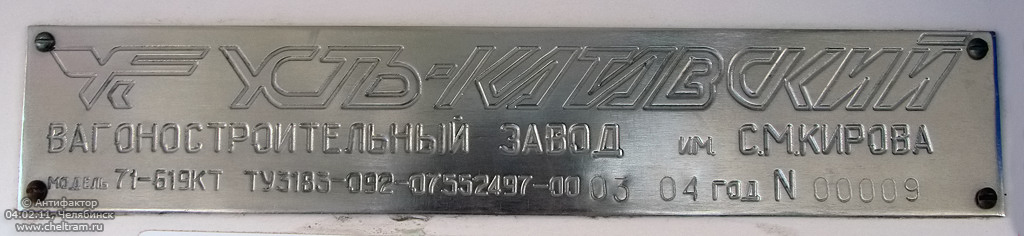 УСТЬ-КАТАВСКИЙ
ВАГОНОСТРОИТЕЛЬНЫЙ ЗАВОД им. С.М.КИРОВА
МОДЕЛЬ 71-619КТ ТУ3185-092-07552497-00 03 04 год N 00009
© Антифактор
04.02.11, Челябинск
www.cheltram.ru